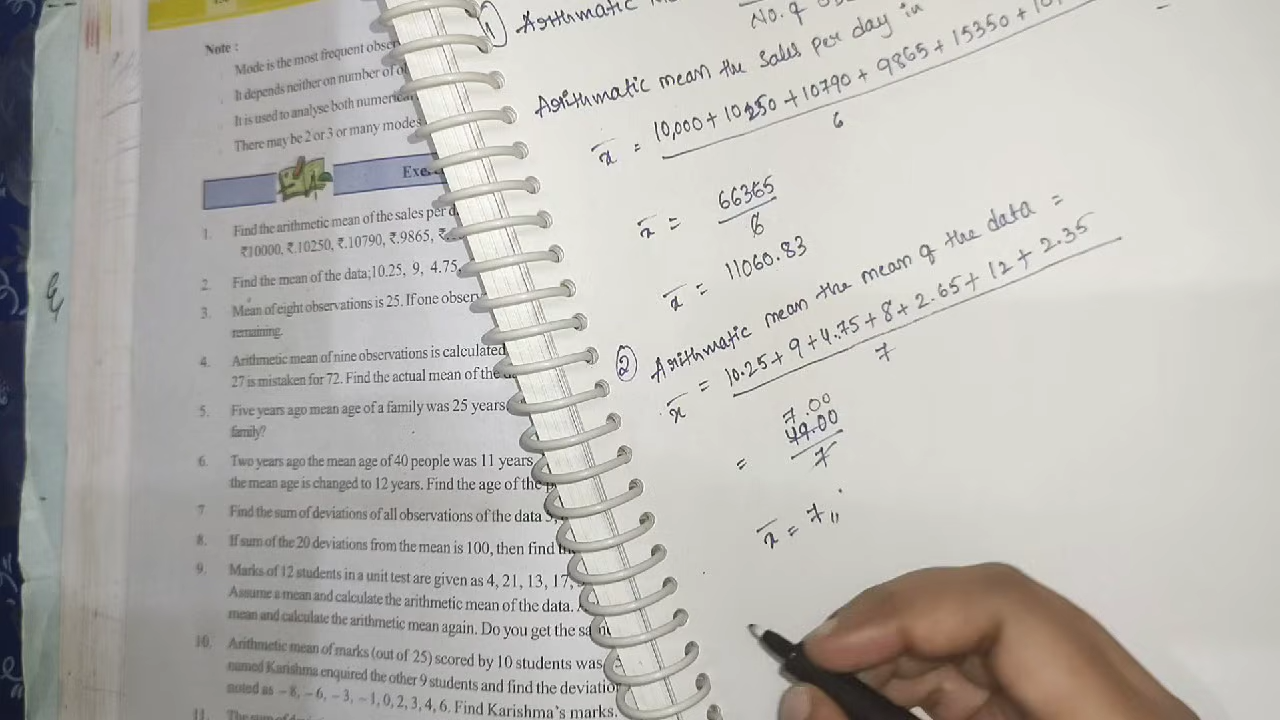 Note :
Mode is the most frequent obser
It depends neither on number of o
It is used to analyse both numerica
There may be 2 or 3 or many modes
Exe
1. Find the arithmetic mean of the sales per d
₹10000, ₹.10250, ₹.10790, ₹.9865, ₹
2. Find the mean of the data;10.25, 9, 4.75,
3. Mean of eight observations is 25. If one observ
remaining.
4. Arithmetic mean of nine observations is calculated
27 is mistaken for 72. Find the actual mean of the
5. Five years ago mean age of a family was 25 years
family?
6. Two years ago the mean age of 40 people was 11 years
the mean age is changed to 12 years. Find the age of the
7 Find the sum of deviations of all observations of the data 5,
8. If sum of the 20 deviations from the mean is 100, then find
9. Marks of 12 students in a unit test are given as 4, 21, 13, 17,
Assume a mean and calculate the arithmetic mean of the data.
mean and calculate the arithmetic mean again. Do you get the sa
10. Arithmetic mean of marks (out of 25) scored by 10 students was
named Karishma enquired the other 9 students and find the deviatio
noted as −8, −6, −3, −1, 0, 2, 3, 4, 6. Find Karishma's marks.
11. The sum of
1) Arithmatic
No. of
Arithmatic mean the sales per day in
x̄ = 10,000 + 10250 + 10790 + 9865 + 15350 + 10,
6
x̄ = 66365
6
x̄ = 11060.83
② Arithmatic mean the mean of the data =
x̄ = 10.25 + 9 + 4.75 + 8 + 2.65 + 12 + 2.35
7
7.00
= 49.00
7
x̄ = 7,,